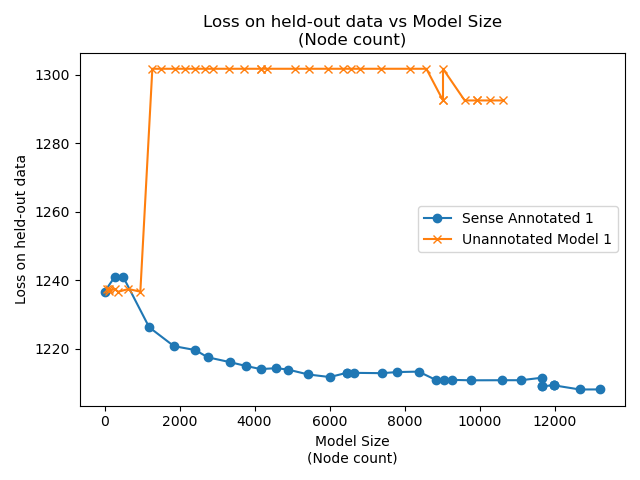 Loss on held-out data vs Model Size
(Node count)
Loss on held-out data
1300
1280
1260
1240
1220
Sense Annotated 1
Unannotated Model 1
0 2000 4000 6000 8000 10000 12000
Model Size
(Node count)